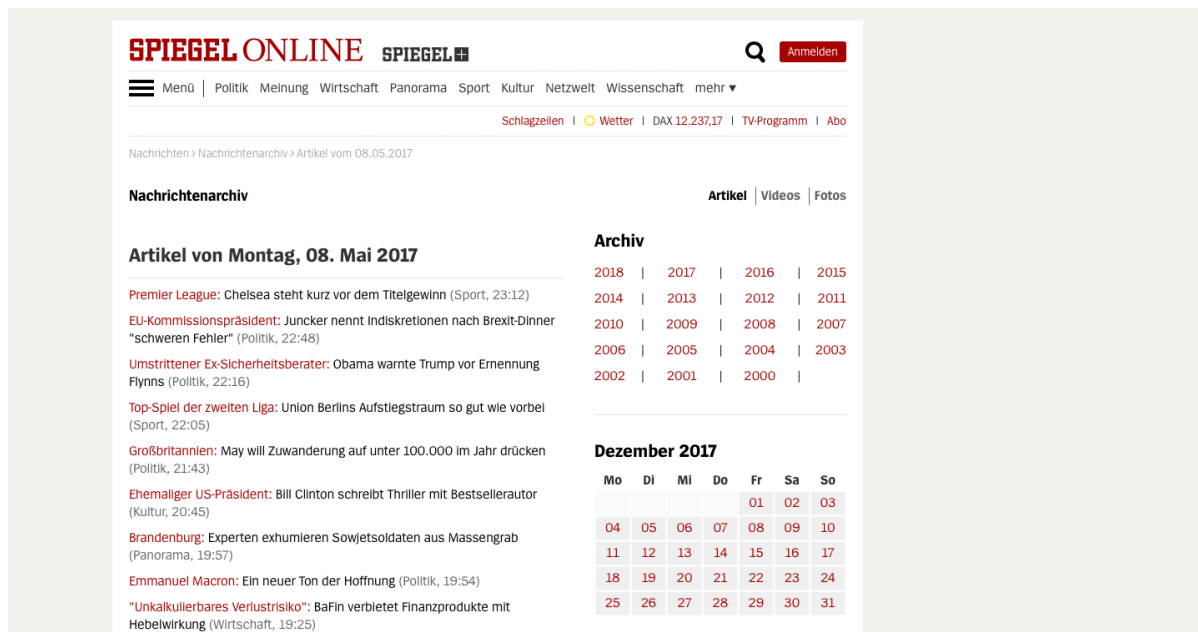 SPIEGEL ONLINE SPIEGEL+ Anmelden
Menü | Politik Meinung Wirtschaft Panorama Sport Kultur Netzwelt Wissenschaft mehr ▼
Schlagzeilen | Wetter | DAX 12.237,17 | TV-Programm | Abo
Nachrichten > Nachrichtenarchiv > Artikel vom 08.05.2017
Nachrichtenarchiv
Artikel | Videos | Fotos
Artikel von Montag, 08. Mai 2017
Premier League: Chelsea steht kurz vor dem Titelgewinn (Sport, 23:12)
EU-Kommissionspräsident: Juncker nennt Indiskretionen nach Brexit-Dinner
"schweren Fehler" (Politik, 22:48)
Umstrittener Ex-Sicherheitsberater: Obama warnte Trump vor Ernennung
Flynns (Politik, 22:16)
Top-Spiel der zweiten Liga: Union Berlins Aufstiegstraum so gut wie vorbei
(Sport, 22:05)
Großbritannien: May will Zuwanderung auf unter 100.000 im Jahr drücken
(Politik, 21:43)
Ehemaliger US-Präsident: Bill Clinton schreibt Thriller mit Bestsellerautor
(Kultur, 20:45)
Brandenburg: Experten exhumieren Sowjetsoldaten aus Massengrab
(Panorama, 19:57)
Emmanuel Macron: Ein neuer Ton der Hoffnung (Politik, 19:54)
"Unkalkulierbares Verlustrisiko": BaFin verbietet Finanzprodukte mit
Hebelwirkung (Wirtschaft, 19:25)
Archiv
2018 | 2017 | 2016 | 2015
2014 | 2013 | 2012 | 2011
2010 | 2009 | 2008 | 2007
2006 | 2005 | 2004 | 2003
2002 | 2001 | 2000 |
Dezember 2017
Mo Di Mi Do Fr Sa So
01 02 03
04 05 06 07 08 09 10
11 12 13 14 15 16 17
18 19 20 21 22 23 24
25 26 27 28 29 30 31